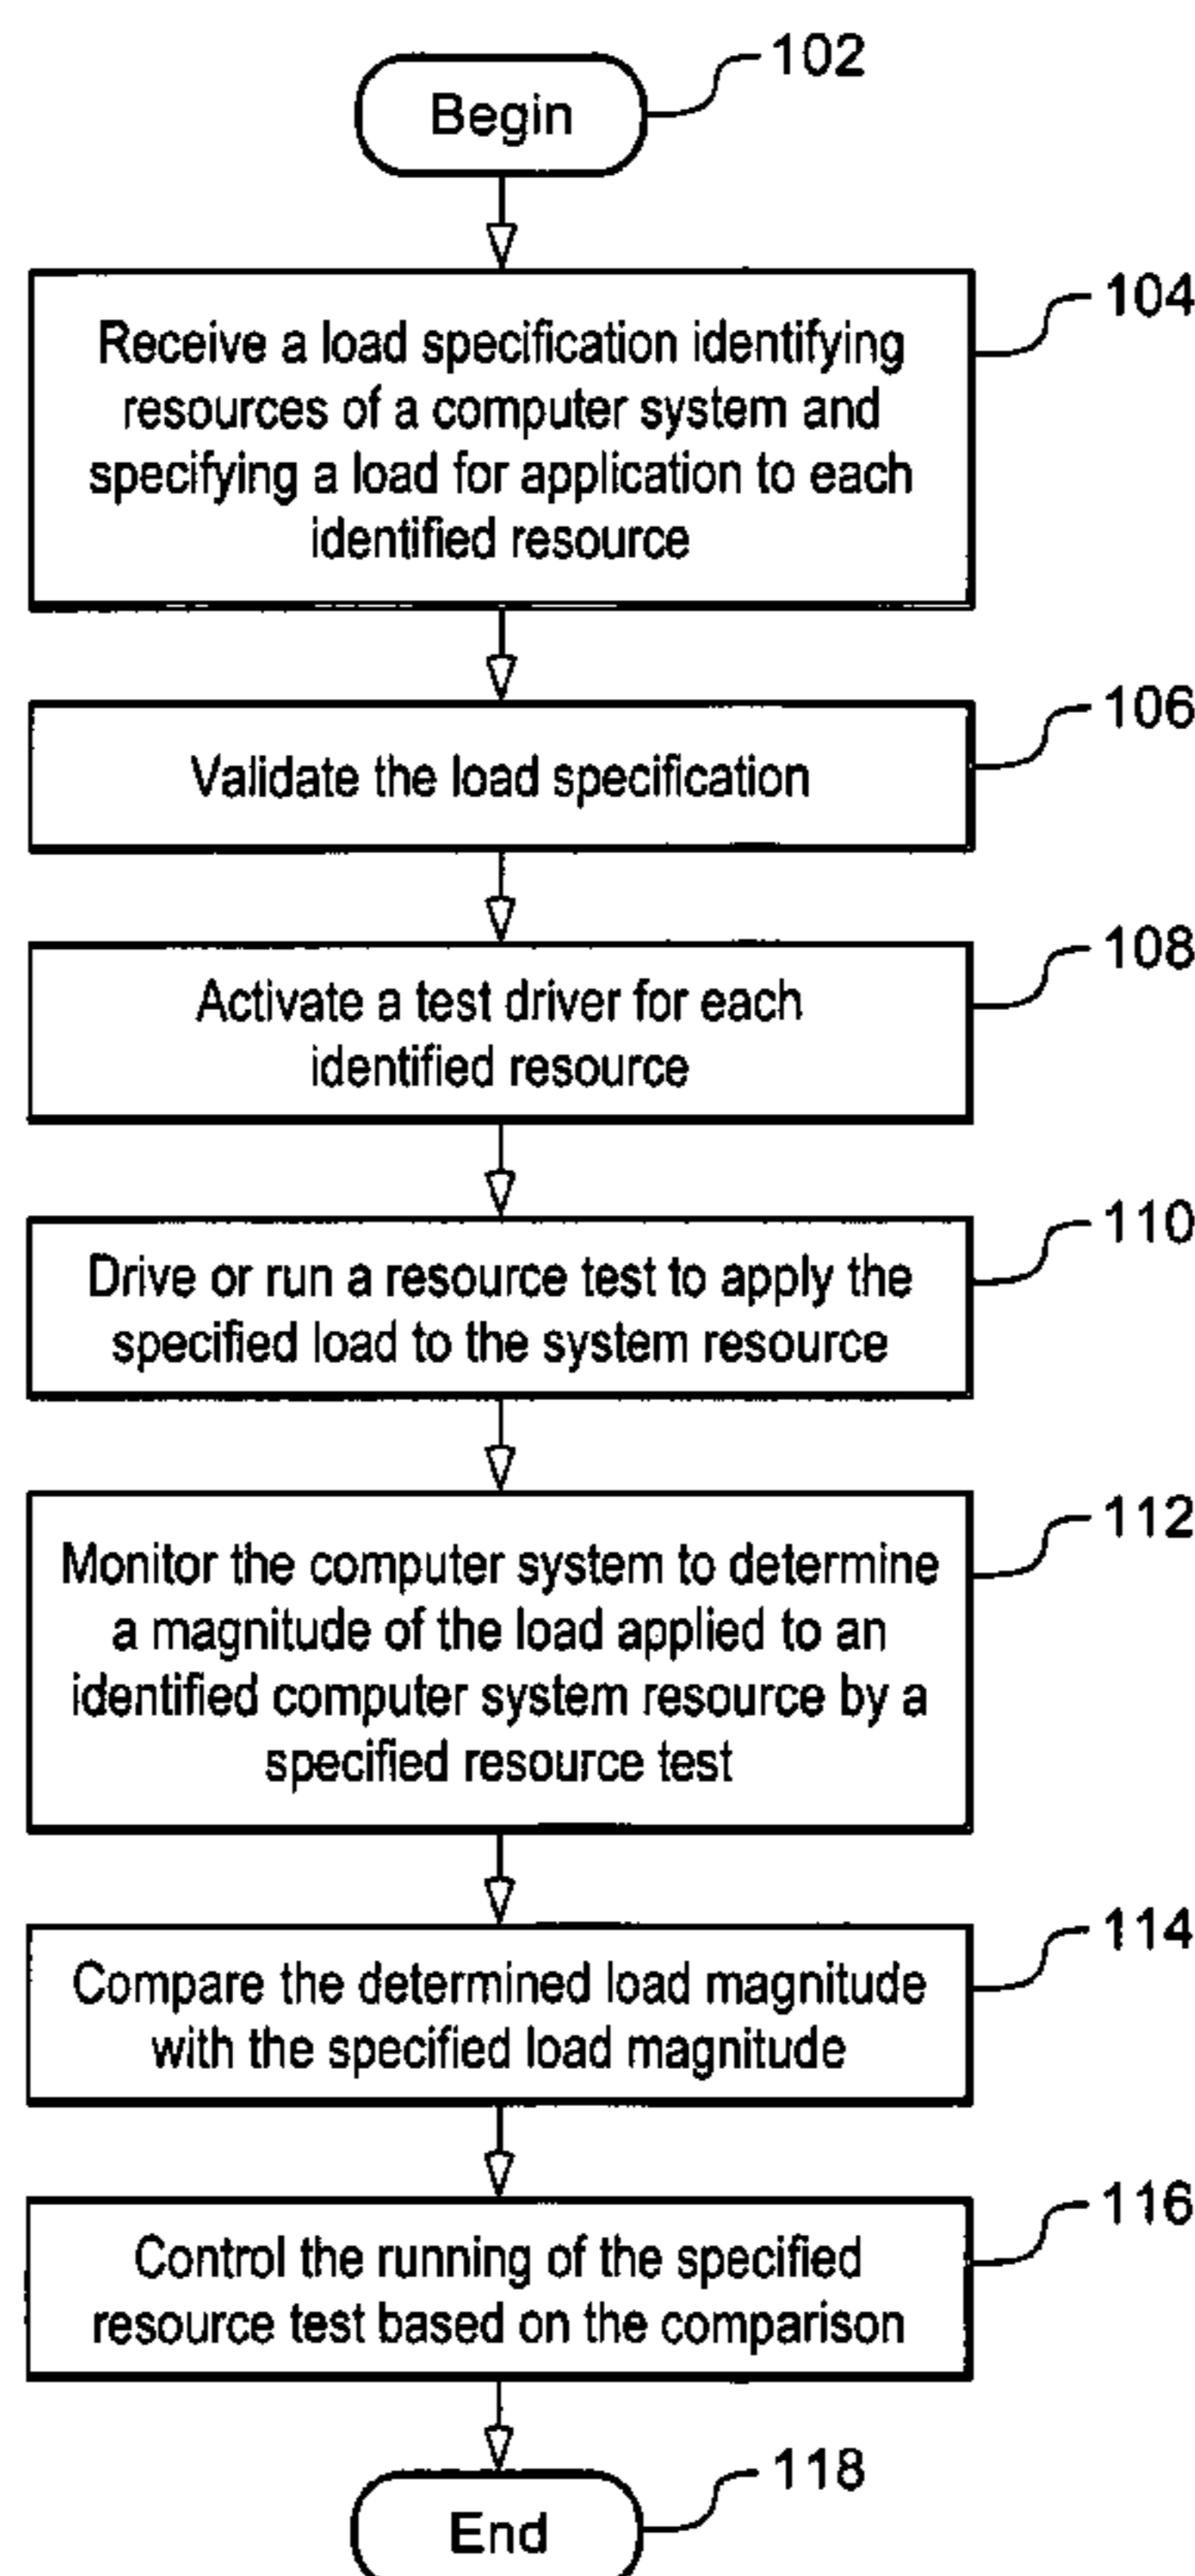 102
Begin
104
Receive a load specification identifying
resources of a computer system and
specifying a load for application to each
identified resource
106
Validate the load specification
108
Activate a test driver for each
identified resource
110
Drive or run a resource test to apply the
specified load to the system resource
112
Monitor the computer system to determine
a magnitude of the load applied to an
identified computer system resource by a
specified resource test
114
Compare the determined load magnitude
with the specified load magnitude
116
Control the running of the specified
resource test based on the comparison
118
End